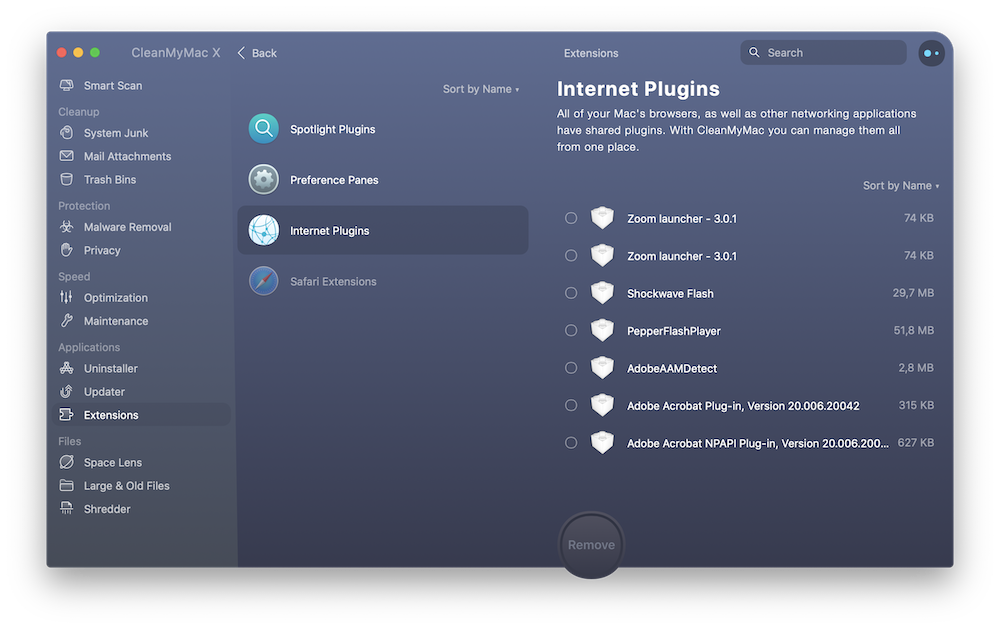 CleanMyMac X
Back
Extensions
Search
Smart Scan
Cleanup
System Junk
Mail Attachments
Trash Bins
Protection
Malware Removal
Privacy
Speed
Optimization
Maintenance
Applications
Uninstaller
Updater
Extensions
Files
Space Lens
Large & Old Files
Shredder
Sort by Name
Spotlight Plugins
Preference Panes
Internet Plugins
Safari Extensions
Internet Plugins
All of your Mac's browsers, as well as other networking applications
have shared plugins. With CleanMyMac you can manage them all
from one place.
Sort by Name
Zoom launcher - 3.0.1 74 KB
Zoom launcher - 3.0.1 74 KB
Shockwave Flash 29,7 MB
PepperFlashPlayer 51,8 MB
AdobeAAMDetect 2,8 MB
Adobe Acrobat Plug-in, Version 20.006.20042 315 KB
Adobe Acrobat NPAPI Plug-in, Version 20.006.200... 627 KB
Remove